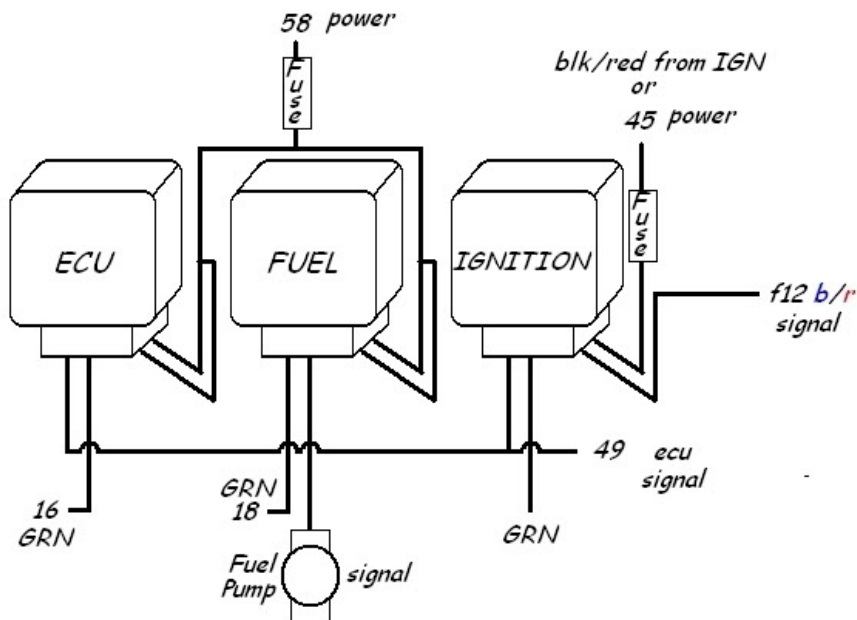 58 power
Fuse
blk/red from IGN
or
45 power
Fuse
ECU
FUEL
IGNITION
f12 b/r
signal
49 ecu
signal
16
GRN
GRN
18
GRN
Fuel
Pump
signal